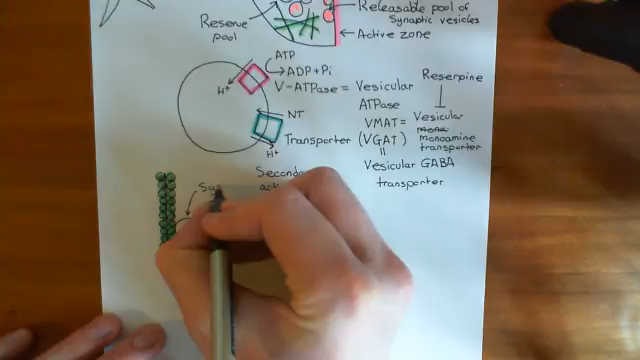 Releasable pool of
Synaptic vesicles
Reserve
pool
Active zone
ATP
ADP+Pi
H+
V-ATPase = Vesicular
ATPase
Reserpine
NT
VMAT = Vesicular
mono
monoamine
transporter
Transporter (VGAT)
H+
=
Vesicular GABA
transporter